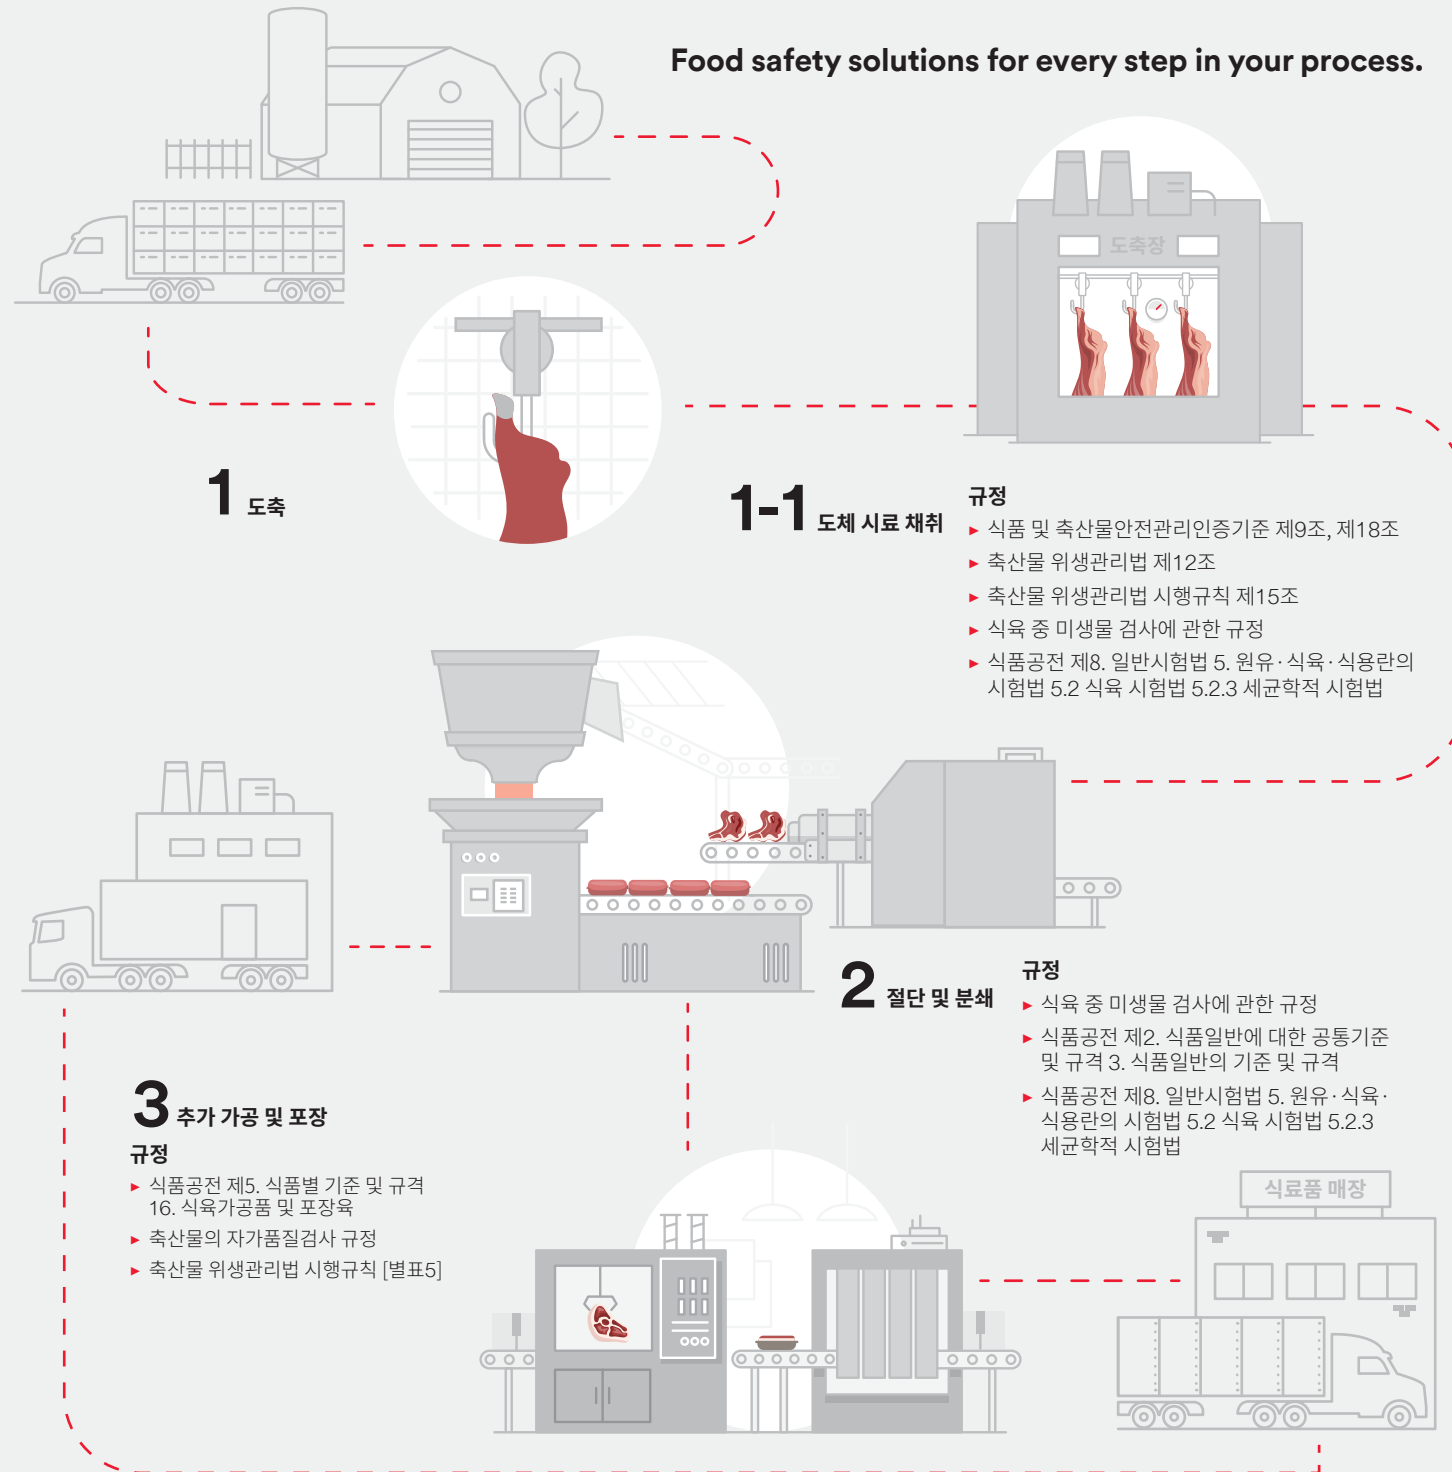 Food safety solutions for every step in your process.
도축장
1 도축
1-1 도체 시료 채취
규정
▸ 식품 및 축산물안전관리인증기준 제9조, 제18조
▸ 축산물 위생관리법 제12조
▸ 축산물 위생관리법 시행규칙 제15조
▸ 식육 중 미생물 검사에 관한 규정
▸ 식품공전 제8. 일반시험법 5. 원유·식육·식용란의
시험법 5.2 식육 시험법 5.2.3 세균학적 시험법
2 절단 및 분쇄
규정
▸ 식육 중 미생물 검사에 관한 규정
▸ 식품공전 제2. 식품일반에 대한 공통기준
및 규격 3. 식품일반의 기준 및 규격
▸ 식품공전 제8. 일반시험법 5. 원유·식육·
식용란의 시험법 5.2 식육 시험법 5.2.3
세균학적 시험법
3 추가 가공 및 포장
규정
▸ 식품공전 제5. 식품별 기준 및 규격
16. 식육가공품 및 포장육
▸ 축산물의 자가품질검사 규정
▸ 축산물 위생관리법 시행규칙 [별표5]
식료품 매장